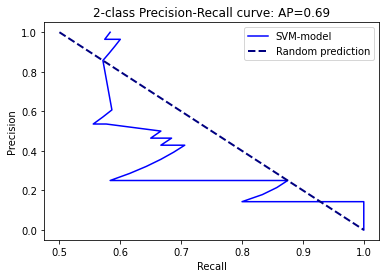 2-class Precision-Recall curve: AP=0.69
SVM-model
Random prediction
Precision
1.0
0.8
0.6
0.4
0.2
0.0
0.5
0.6
0.7
0.8
0.9
1.0
Recall